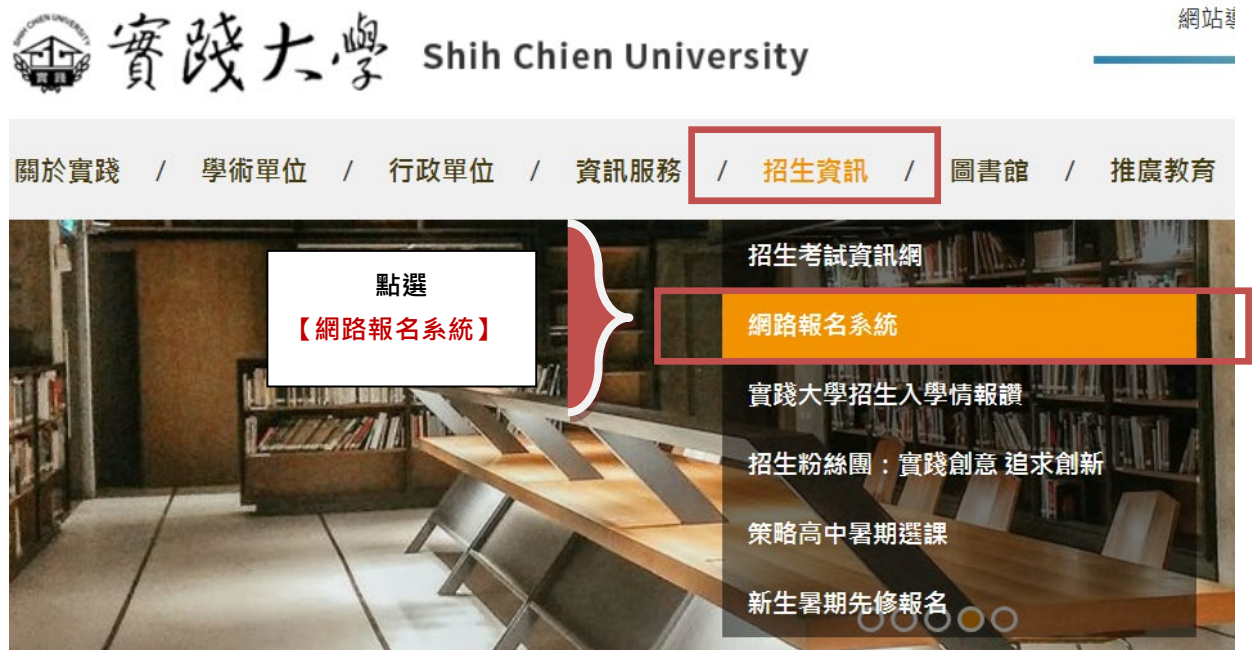 網站
實踐大學 Shih Chien University
SHIH CHIEN UNIVERSITY
實踐
關於實踐 / 學術單位 / 行政單位 / 資訊服務 / 招生資訊 / 圖書館 / 推廣教育
招生考試資訊網
點選
【網路報名系統】
網路報名系統
實踐大學招生入學情報讚
招生粉絲團：實踐創意 追求創新
策略高中暑期選課
新生暑期先修報名